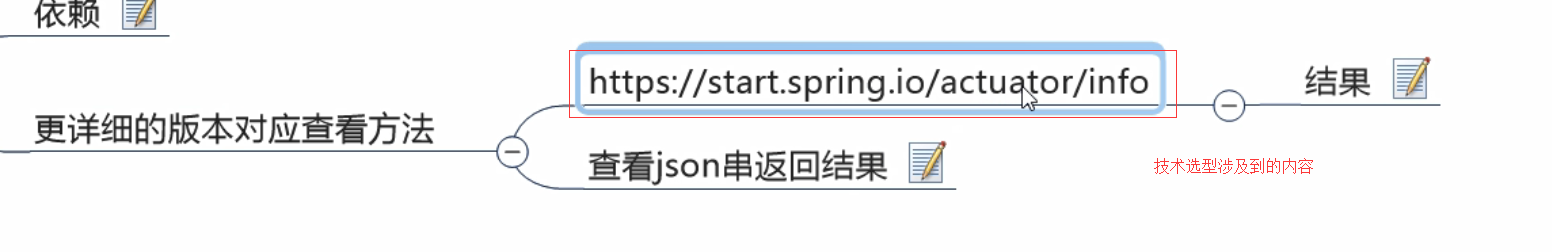 依赖
https://start.spring.io/actuator/info
结果
更详细的版本对应查看方法
查看json串返回结果
技术选型涉及到的内容